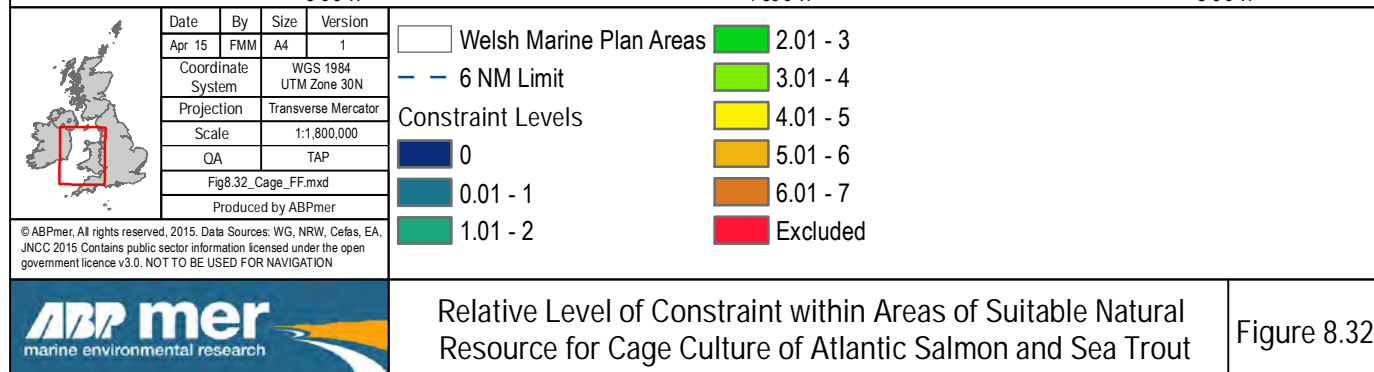 Date By Size Version
Apr 15 FMM A4 1
Coordinate System WGS 1984 UTM Zone 30N
Projection Transverse Mercator
Scale 1:1,800,000
QA TAP
Fig8.32_Cage_FF.mxd
Produced by ABPmer
© ABPmer, All rights reserved, 2015. Data Sources: WG, NRW, Cefas, EA,
JNCC 2015 Contains public sector information licensed under the open
government licence v3.0. NOT TO BE USED FOR NAVIGATION
Welsh Marine Plan Areas
6 NM Limit
Constraint Levels
0
0.01 - 1
1.01 - 2
2.01 - 3
3.01 - 4
4.01 - 5
5.01 - 6
6.01 - 7
Excluded
ABP mer
marine environmental research
Relative Level of Constraint within Areas of Suitable Natural
Resource for Cage Culture of Atlantic Salmon and Sea Trout
Figure 8.32